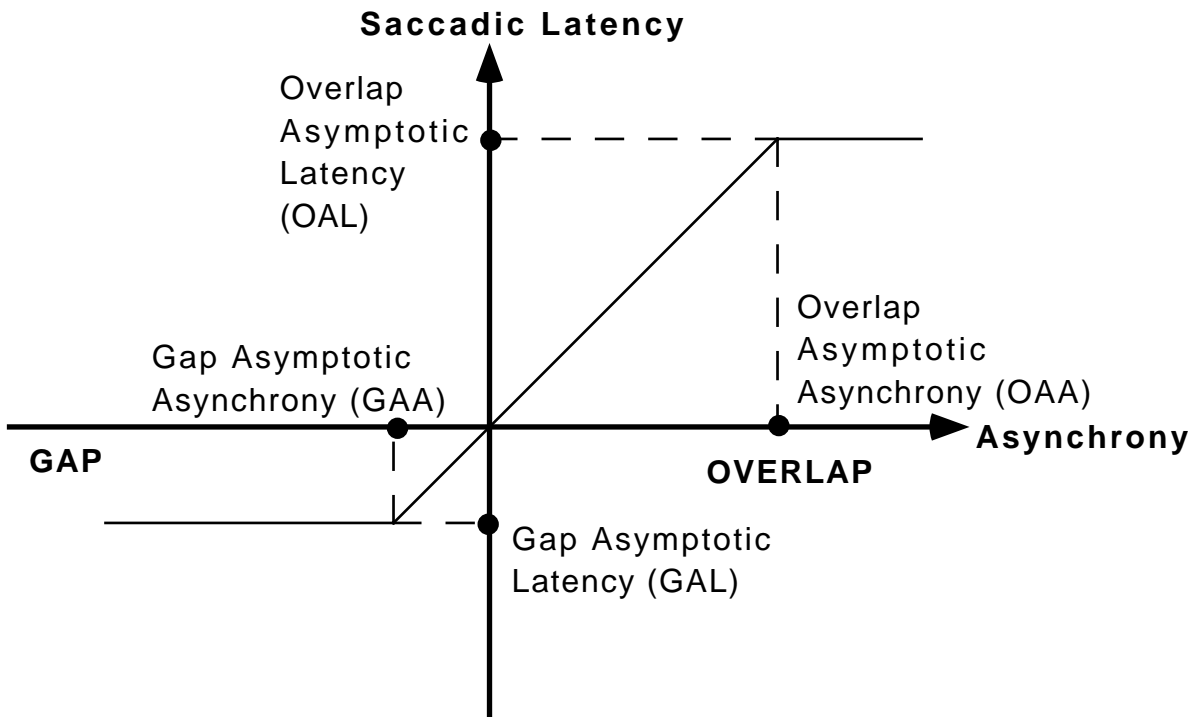 Saccadic Latency
Overlap
Asymptotic
Latency
(OAL)
Overlap
Asymptotic
Asynchrony (OAA)
Gap Asymptotic
Asynchrony (GAA)
Asynchrony
GAP
OVERLAP
Gap Asymptotic
Latency (GAL)